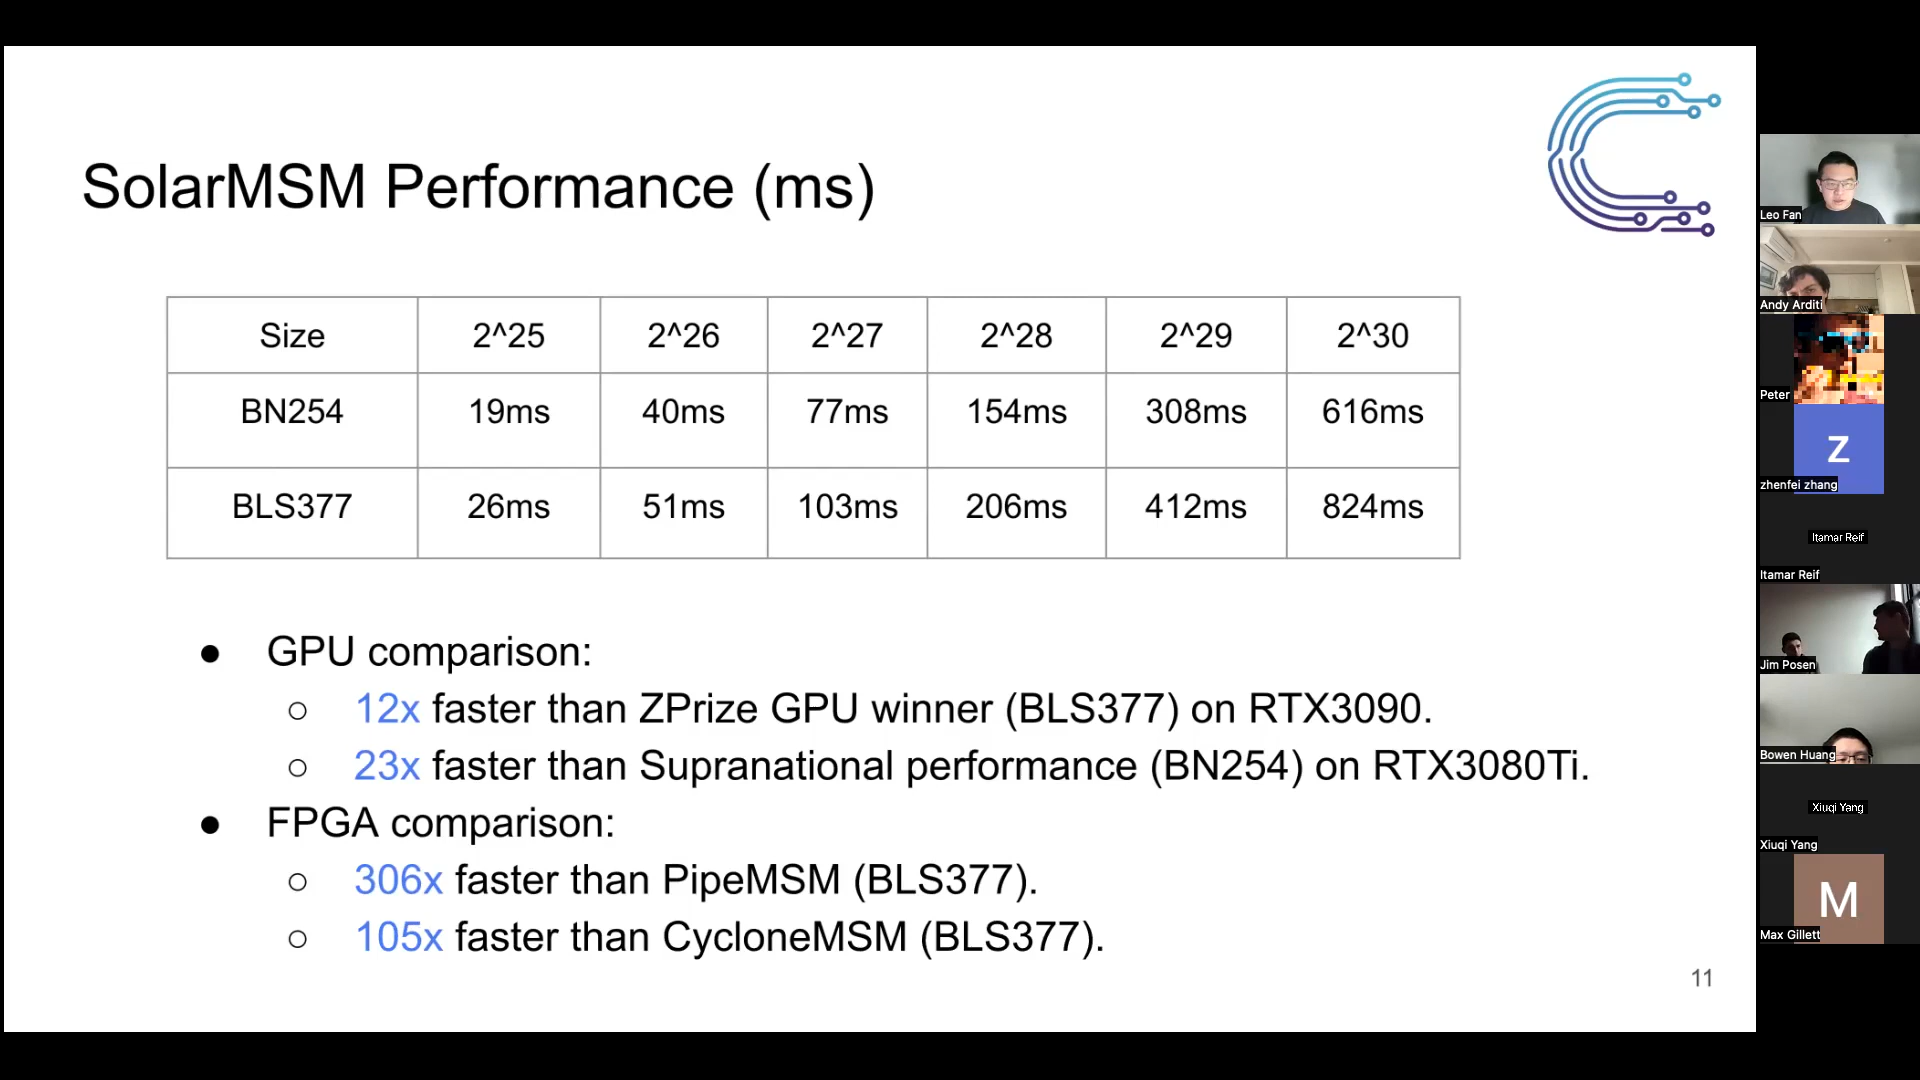 SolarMSM Performance (ms)
Size 2^25 2^26 2^27 2^28 2^29 2^30
BN254 19ms 40ms 77ms 154ms 308ms 616ms
BLS377 26ms 51ms 103ms 206ms 412ms 824ms
● GPU comparison:
○ 12x faster than ZPrize GPU winner (BLS377) on RTX3090.
○ 23x faster than Supranational performance (BN254) on RTX3080Ti.
● FPGA comparison:
○ 306x faster than PipeMSM (BLS377).
○ 105x faster than CycloneMSM (BLS377).
11
Leo Fan
Andy Arditi
Peter
Z
zhenfei zhang
Itamar Reif
Itamar Reif
Jim Posen
Bowen Huang
Xiuqi Yang
Xiuqi Yang
M
Max Gillett